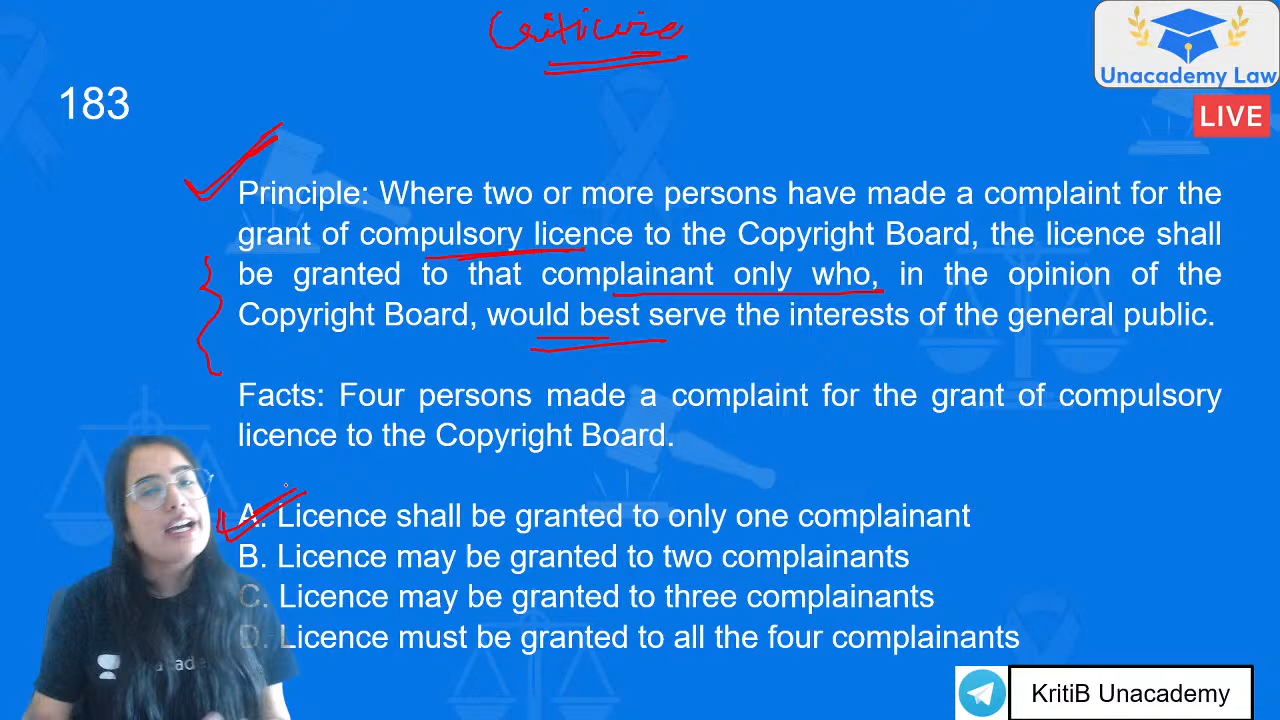 Criticize
Unacademy Law
LIVE
183
Principle: Where two or more persons have made a complaint for the
grant of compulsory licence to the Copyright Board, the licence shall
be granted to that complainant only who, in the opinion of the
Copyright Board, would best serve the interests of the general public.
Facts: Four persons made a complaint for the grant of compulsory
licence to the Copyright Board.
A. Licence shall be granted to only one complainant
B. Licence may be granted to two complainants
C. Licence may be granted to three complainants
D. Licence must be granted to all the four complainants
KritiB Unacademy